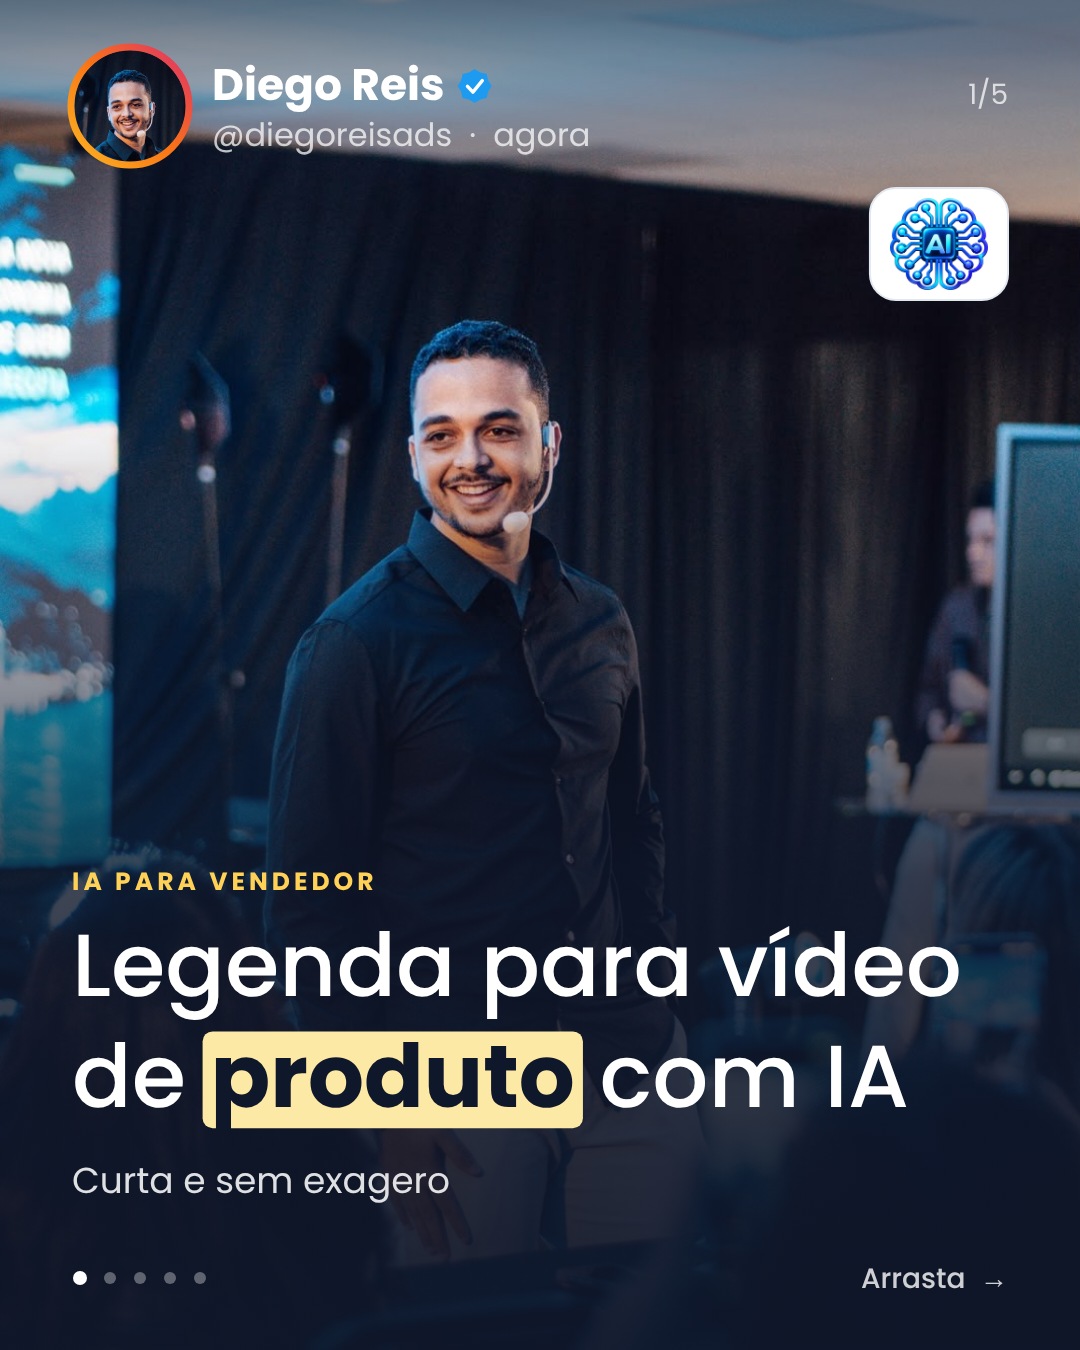 Diego Reis
@diegoreisads · agora
1/5
AI
IA PARA VENDEDOR
Legenda para vídeo
de produto com IA
Curta e sem exagero
Arrasta →